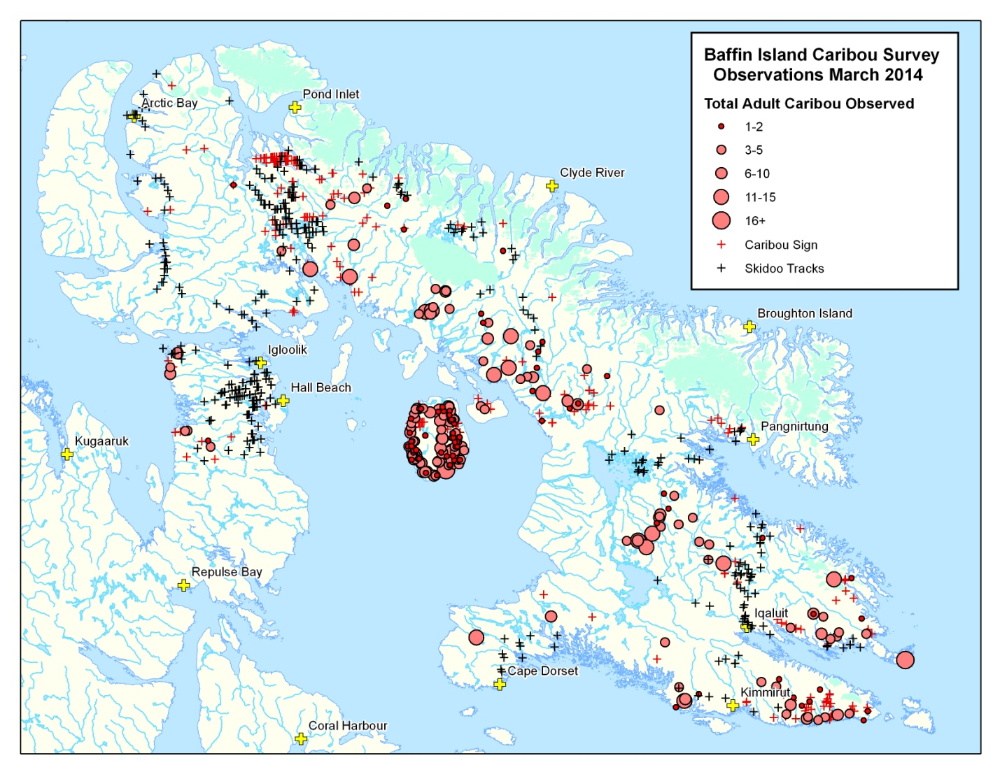 Baffin Island Caribou Survey
Observations March 2014
Total Adult Caribou Observed
1-2
3-5
6-10
11-15
16+
Caribou Sign
Skidoo Tracks
Pond Inlet
Arctic Bay
Clyde River
Broughton Island
Igloolik
Hall Beach
Pangnirtung
Kugaaruk
Repulse Bay
Iqaluit
Cape Dorset
Kimmirut
Coral Harbour